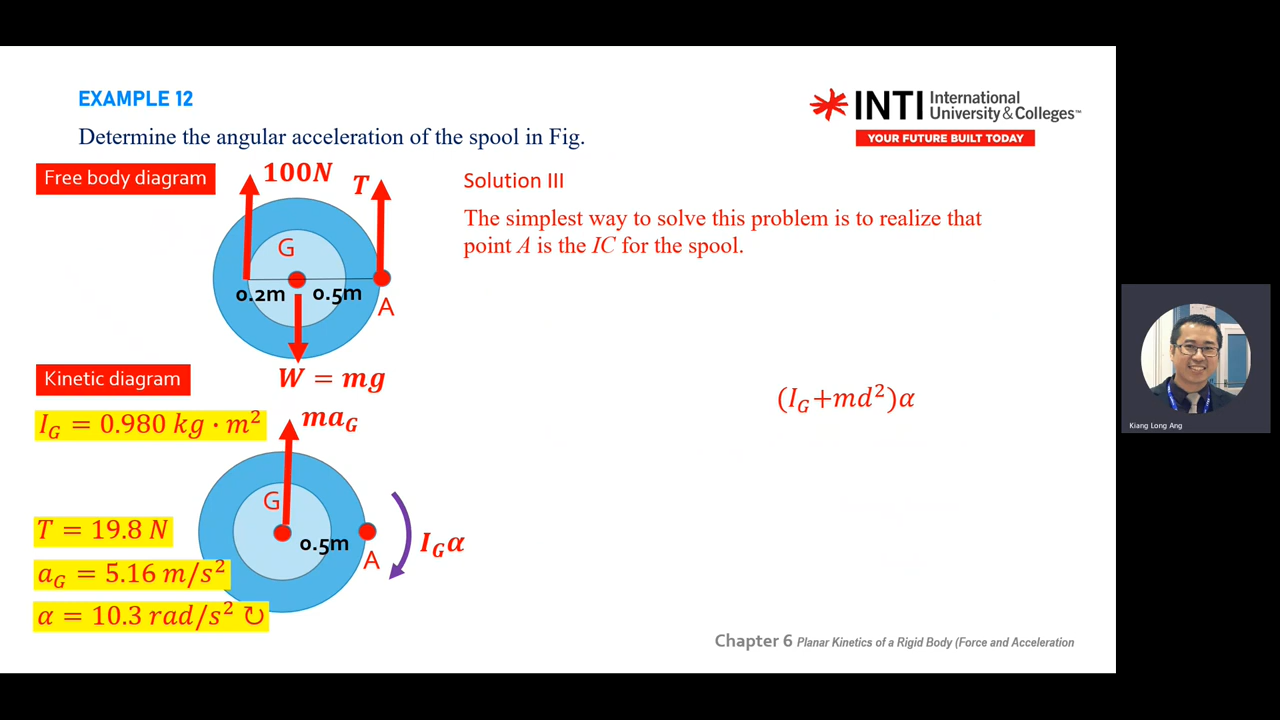 EXAMPLE 12
INTI International University & Colleges™
YOUR FUTURE BUILT TODAY
Determine the angular acceleration of the spool in Fig.
Free body diagram
100N
T
Solution III
The simplest way to solve this problem is to realize that
point A is the IC for the spool.
G
0.2m
0.5m
A
W = mg
Kinetic diagram
I_G = 0.980 kg · m²
ma_G
(I_G+md²)α
G
T = 19.8 N
0.5m
A
I_Gα
a_G = 5.16 m/s²
α = 10.3 rad/s² ↻
Chapter 6 Planar Kinetics of a Rigid Body (Force and Acceleration
Kiang Long Ang